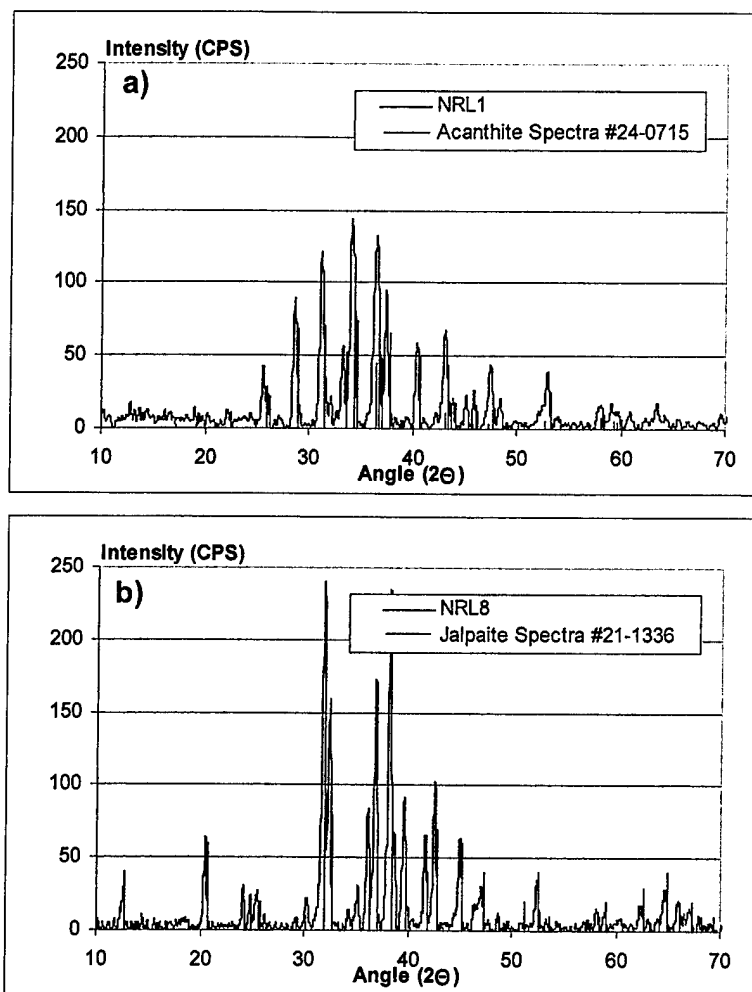 Intensity (CPS)
250
a)
NRL1
Acanthite Spectra #24-0715
200
150
100
50
0
10 20 30 40 50 60 70
Angle (2Θ)
Intensity (CPS)
250
b)
NRL8
Jalpaite Spectra #21-1336
200
150
100
50
0
10 20 30 40 50 60 70
Angle (2Θ)